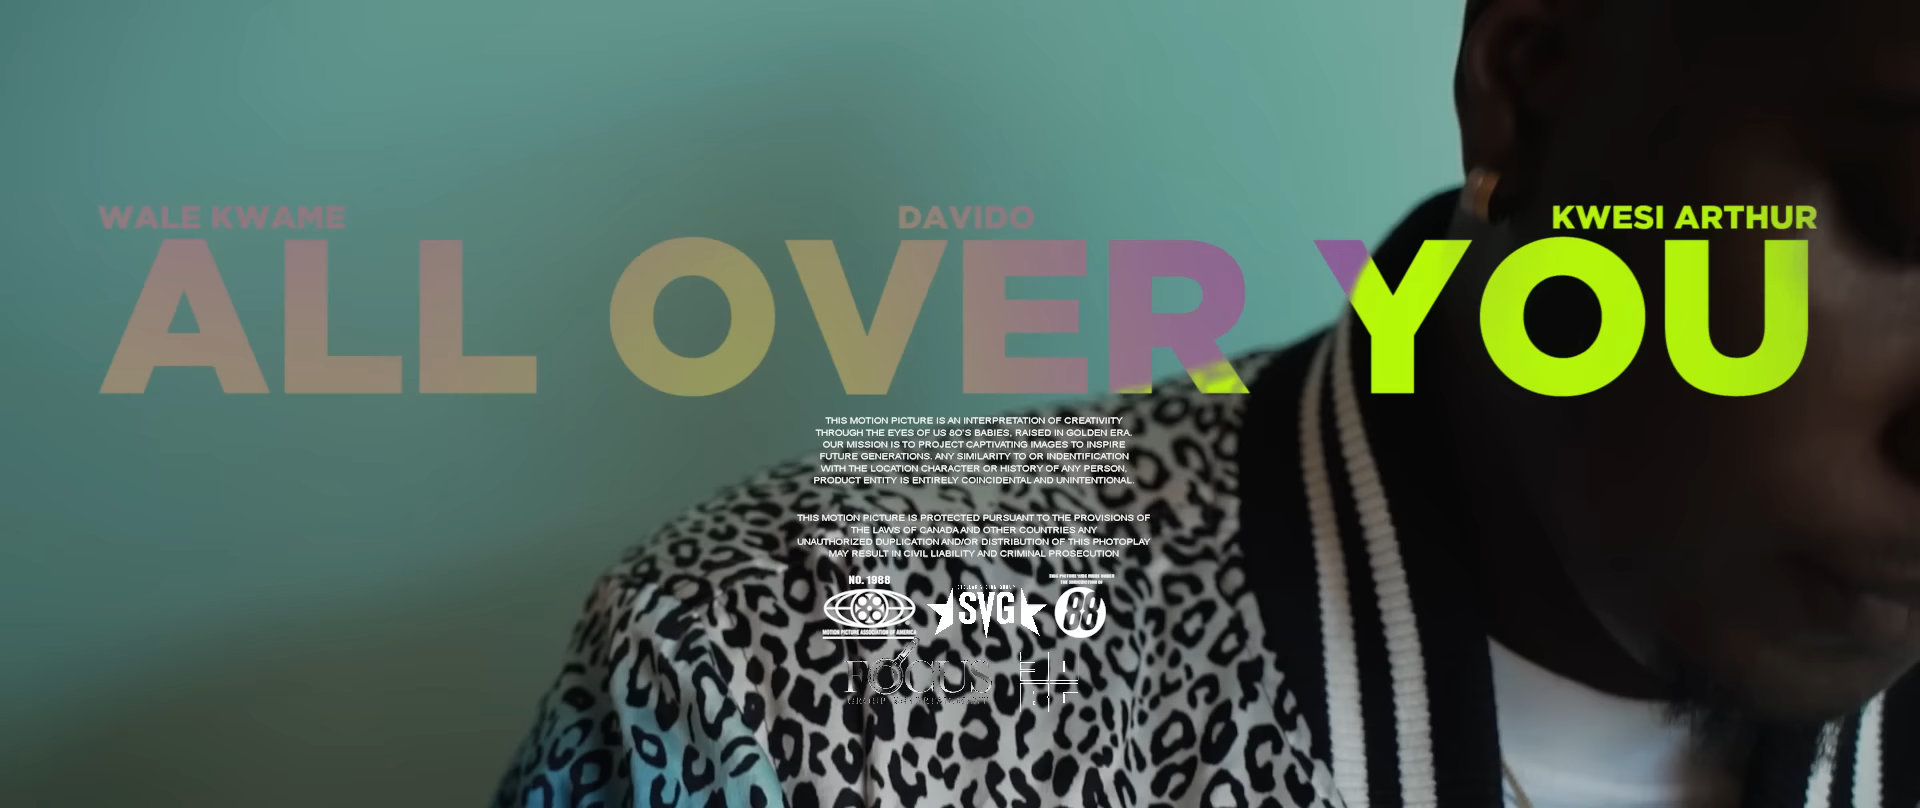 WALE KWAME DAVIDO KWESI ARTHUR
ALL OVER YOU
THIS MOTION PICTURE IS AN INTERPRETATION OF CREATIVITY
THROUGH THE EYES OF US 80'S BABIES, RAISED IN GOLDEN ERA.
OUR MISSION IS TO PROJECT CAPTIVATING IMAGES TO INSPIRE
FUTURE GENERATIONS. ANY SIMILARITY TO OR INDENTIFICATION
WITH THE LOCATION CHARACTER OR HISTORY OF ANY PERSON,
PRODUCT ENTITY IS ENTIRELY COINCIDENTAL AND UNINTENTIONAL.
THIS MOTION PICTURE IS PROTECTED PURSUANT TO THE PROVISIONS OF
THE LAWS OF CANADA AND OTHER COUNTRIES ANY
UNAUTHORIZED DUPLICATION AND/OR DISTRIBUTION OF THIS PHOTOPLAY
MAY RESULT IN CIVIL LIABILITY AND CRIMINAL PROSECUTION
NO. 1988
SVG
88
MOTION PICTURE ASSOCIATION OF AMERICA
FOCUS